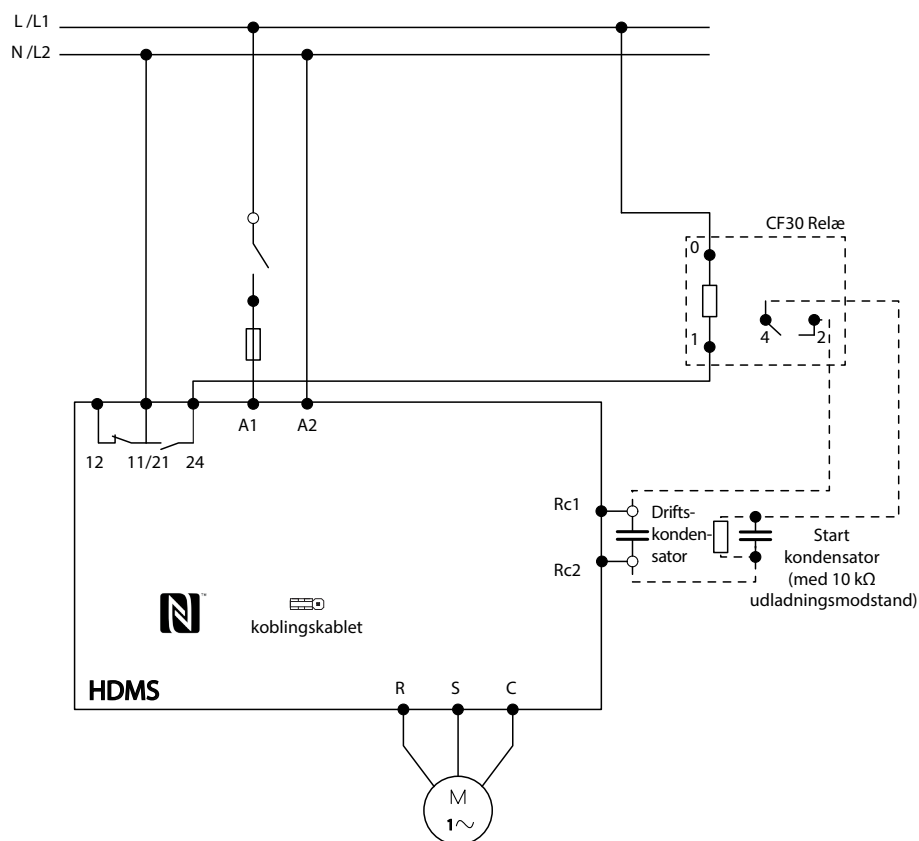 L /L1
N /L2
CF30 Relæ
0
1
4
2
A1
A2
12
11/21
24
Rc1
Rc2
Drifts-
konden-
sator
Start
kondensator
(med 10 kΩ
udladningsmodstand)
N™
koblingskablet
HDMS
R
S
C
M
1~